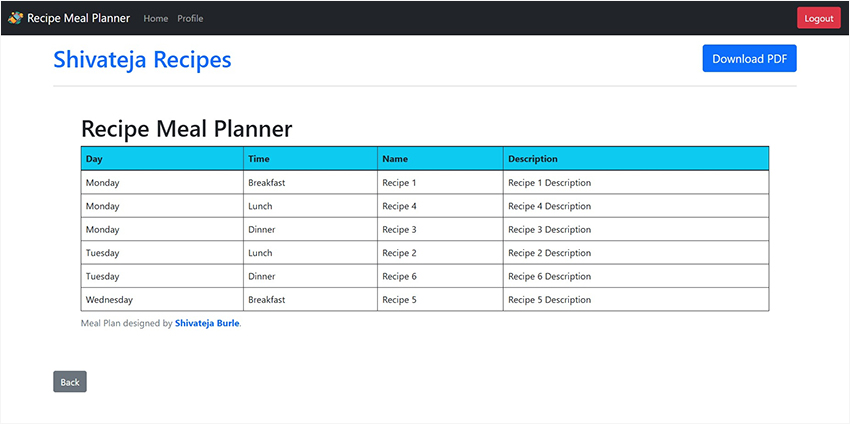 Recipe Meal Planner Home Profile Logout
Shivateja Recipes Download PDF
Recipe Meal Planner
Day Time Name Description
Monday Breakfast Recipe 1 Recipe 1 Description
Monday Lunch Recipe 4 Recipe 4 Description
Monday Dinner Recipe 3 Recipe 3 Description
Tuesday Lunch Recipe 2 Recipe 2 Description
Tuesday Dinner Recipe 6 Recipe 6 Description
Wednesday Breakfast Recipe 5 Recipe 5 Description
Meal Plan designed by Shivateja Burle.
Back